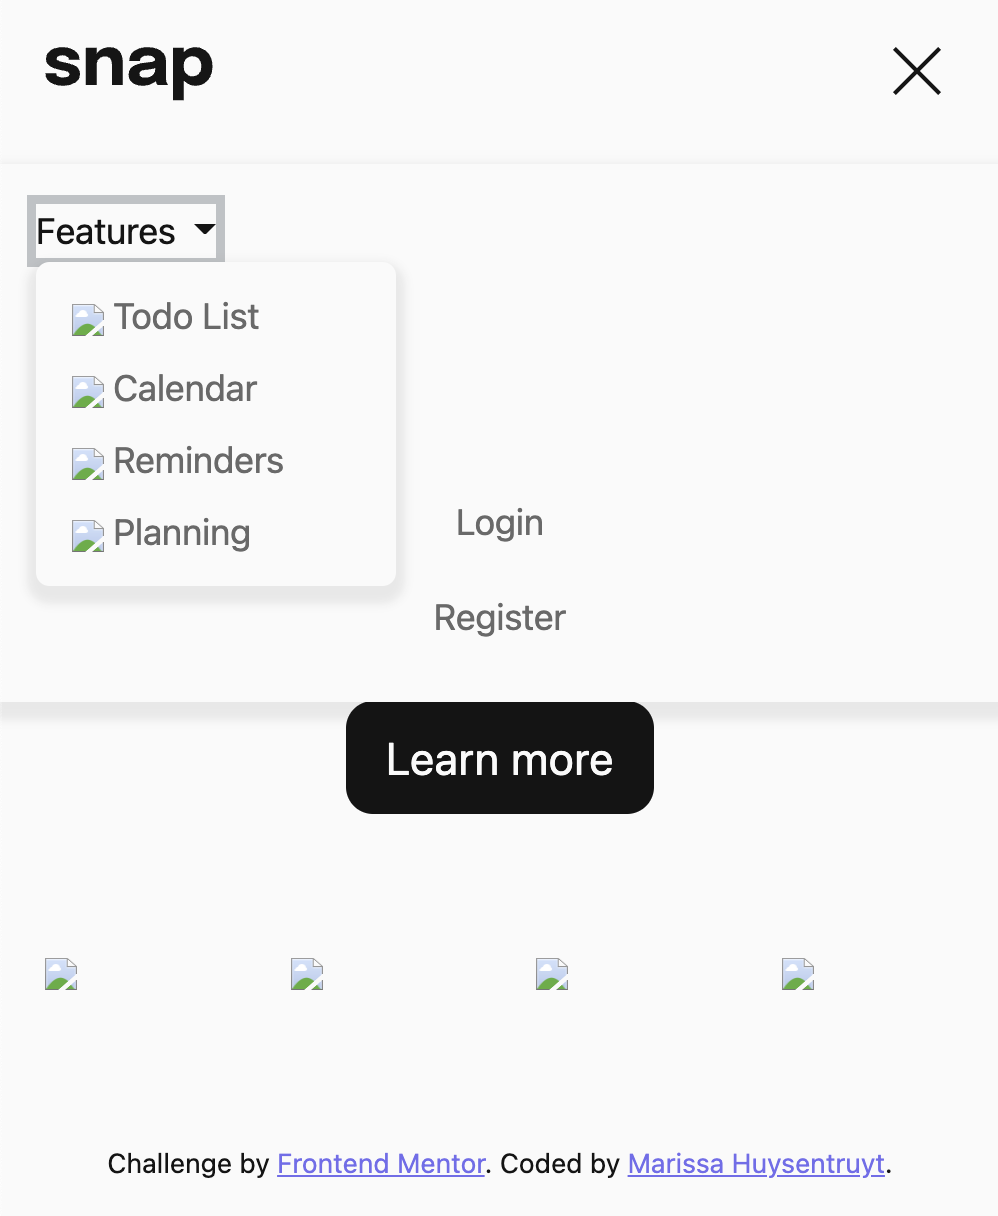 snap
Features
Todo List
Calendar
Reminders
Planning
Login
Register
Learn more
Challenge by Frontend Mentor. Coded by Marissa Huysentruyt.